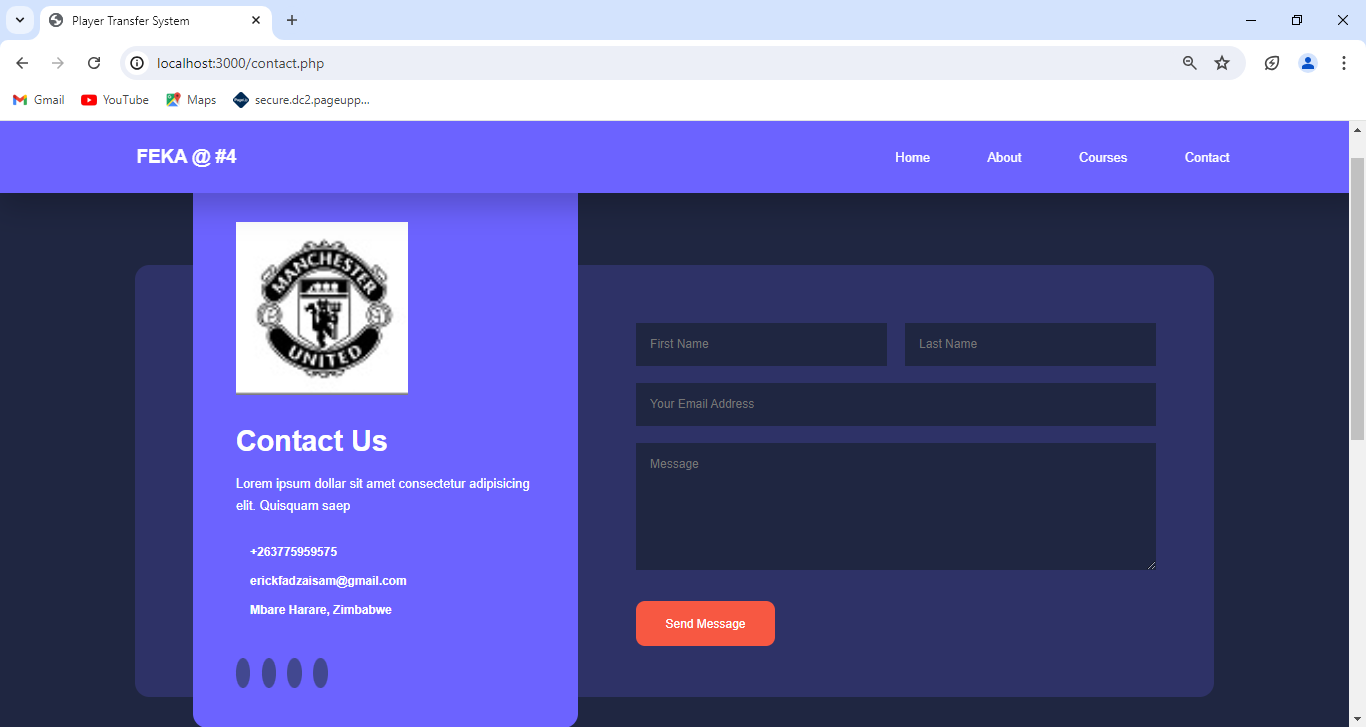 Player Transfer System
localhost:3000/contact.php
Gmail YouTube Maps secure.dc2.pageupp...
FEKA @ #4 Home About Courses Contact
MANCHESTER
UNITED
Contact Us
Lorem ipsum dollar sit amet consectetur adipisicing
elit. Quisquam saep
+263775959575
erickfadzaisam@gmail.com
Mbare Harare, Zimbabwe
First Name Last Name
Your Email Address
Message
Send Message